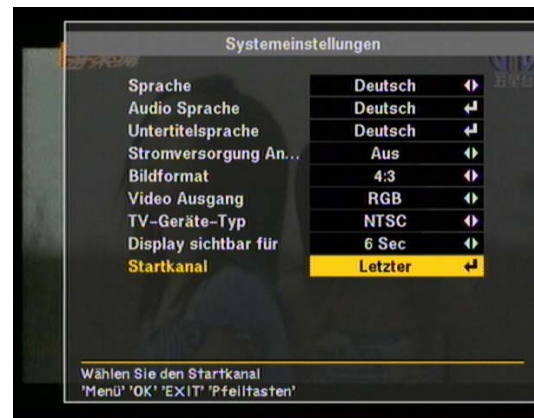 Systemeinstellungen
Sprache Deutsch
Audio Sprache Deutsch
Untertitelsprache Deutsch
Stromversorgung An... Aus
Bildformat 4:3
Video Ausgang RGB
TV-Geräte-Typ NTSC
Display sichtbar für 6 Sec
Startkanal Letzter
Wählen Sie den Startkanal
'Menü' 'OK' 'EXIT' 'Pfeiltasten'